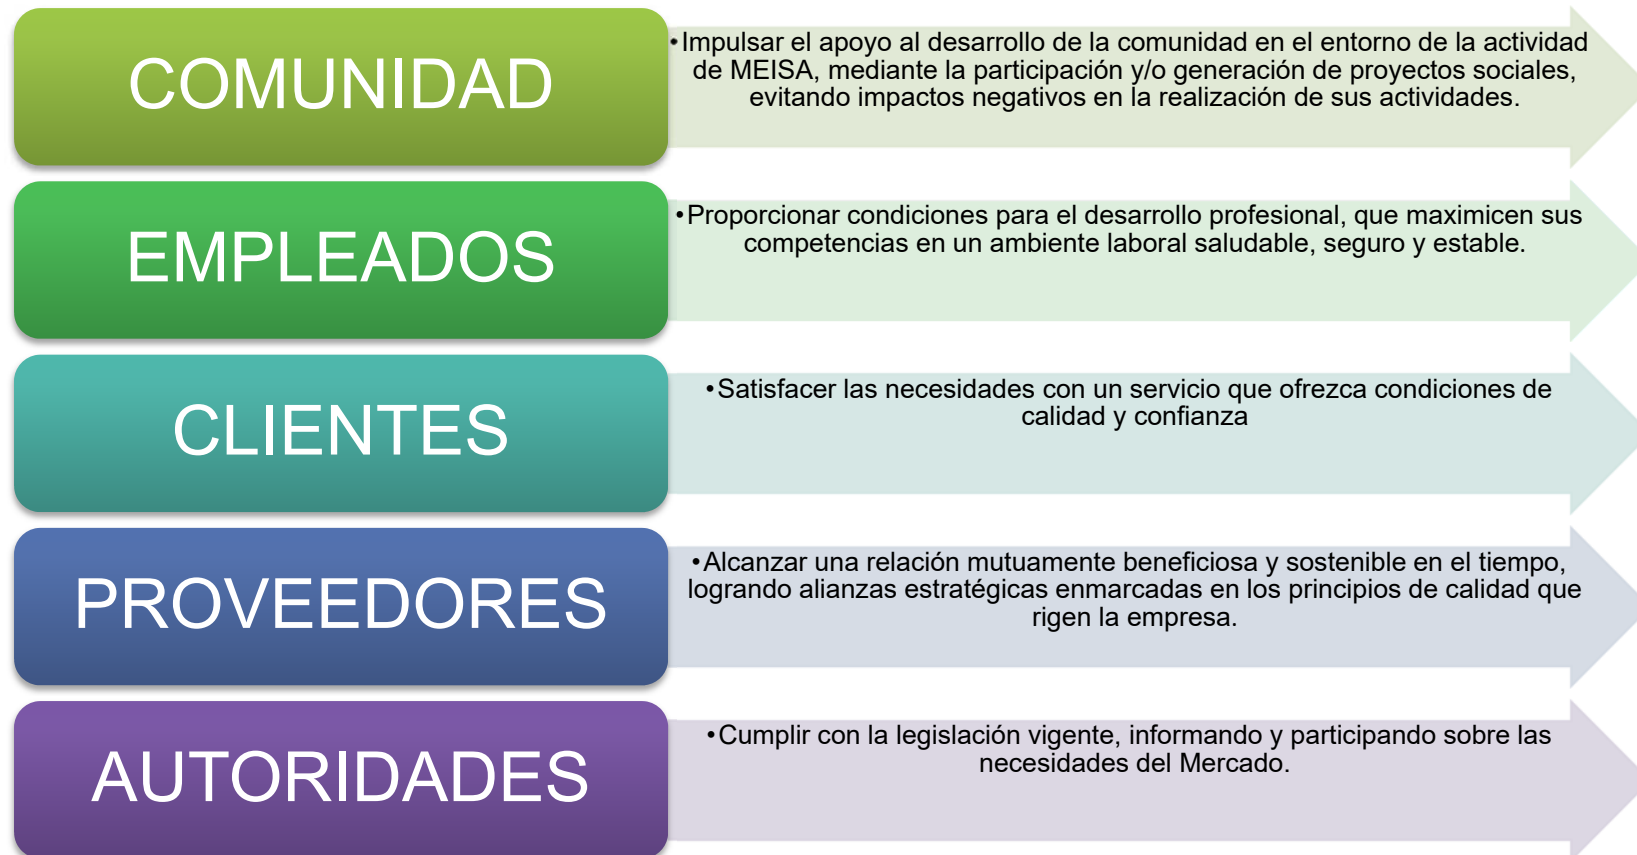 COMUNIDAD
•Impulsar el apoyo al desarrollo de la comunidad en el entorno de la actividad
de MEISA, mediante la participación y/o generación de proyectos sociales,
evitando impactos negativos en la realización de sus actividades.
EMPLEADOS
•Proporcionar condiciones para el desarrollo profesional, que maximicen sus
competencias en un ambiente laboral saludable, seguro y estable.
CLIENTES
•Satisfacer las necesidades con un servicio que ofrezca condiciones de
calidad y confianza
PROVEEDORES
•Alcanzar una relación mutuamente beneficiosa y sostenible en el tiempo,
logrando alianzas estratégicas enmarcadas en los principios de calidad que
rigen la empresa.
AUTORIDADES
•Cumplir con la legislación vigente, informando y participando sobre las
necesidades del Mercado.